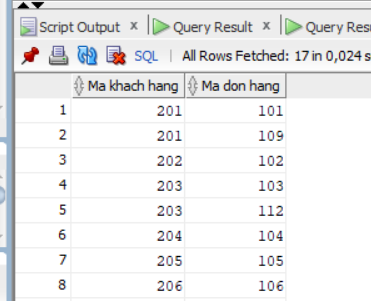 Script Output x Query Result x Query Resu
SQL | All Rows Fetched: 17 in 0,024 s
Ma khach hang Ma don hang
1 201 101
2 201 109
3 202 102
4 203 103
5 203 112
6 204 104
7 205 105
8 206 106